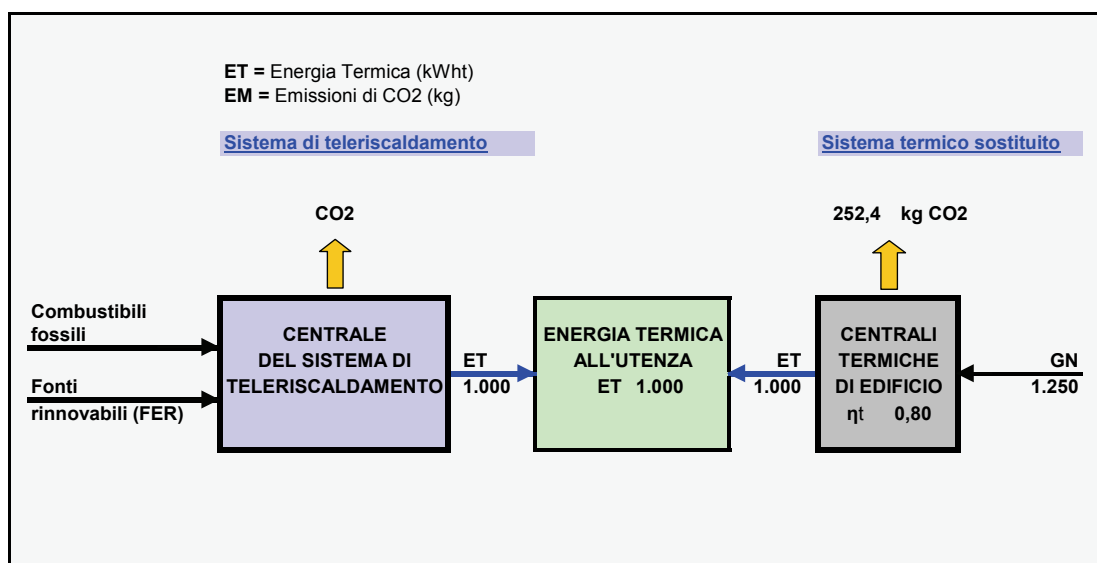 ET = Energia Termica (kWht)
EM = Emissioni di CO2 (kg)
Sistema di teleriscaldamento
Sistema termico sostituito
CO2
252,4 kg CO2
Combustibili
fossili
Fonti
rinnovabili (FER)
CENTRALE
DEL SISTEMA DI
TELERISCALDAMENTO
ET
1.000
ENERGIA TERMICA
ALL'UTENZA
ET 1.000
ET
1.000
CENTRALI
TERMICHE
DI EDIFICIO
ηt 0,80
GN
1.250